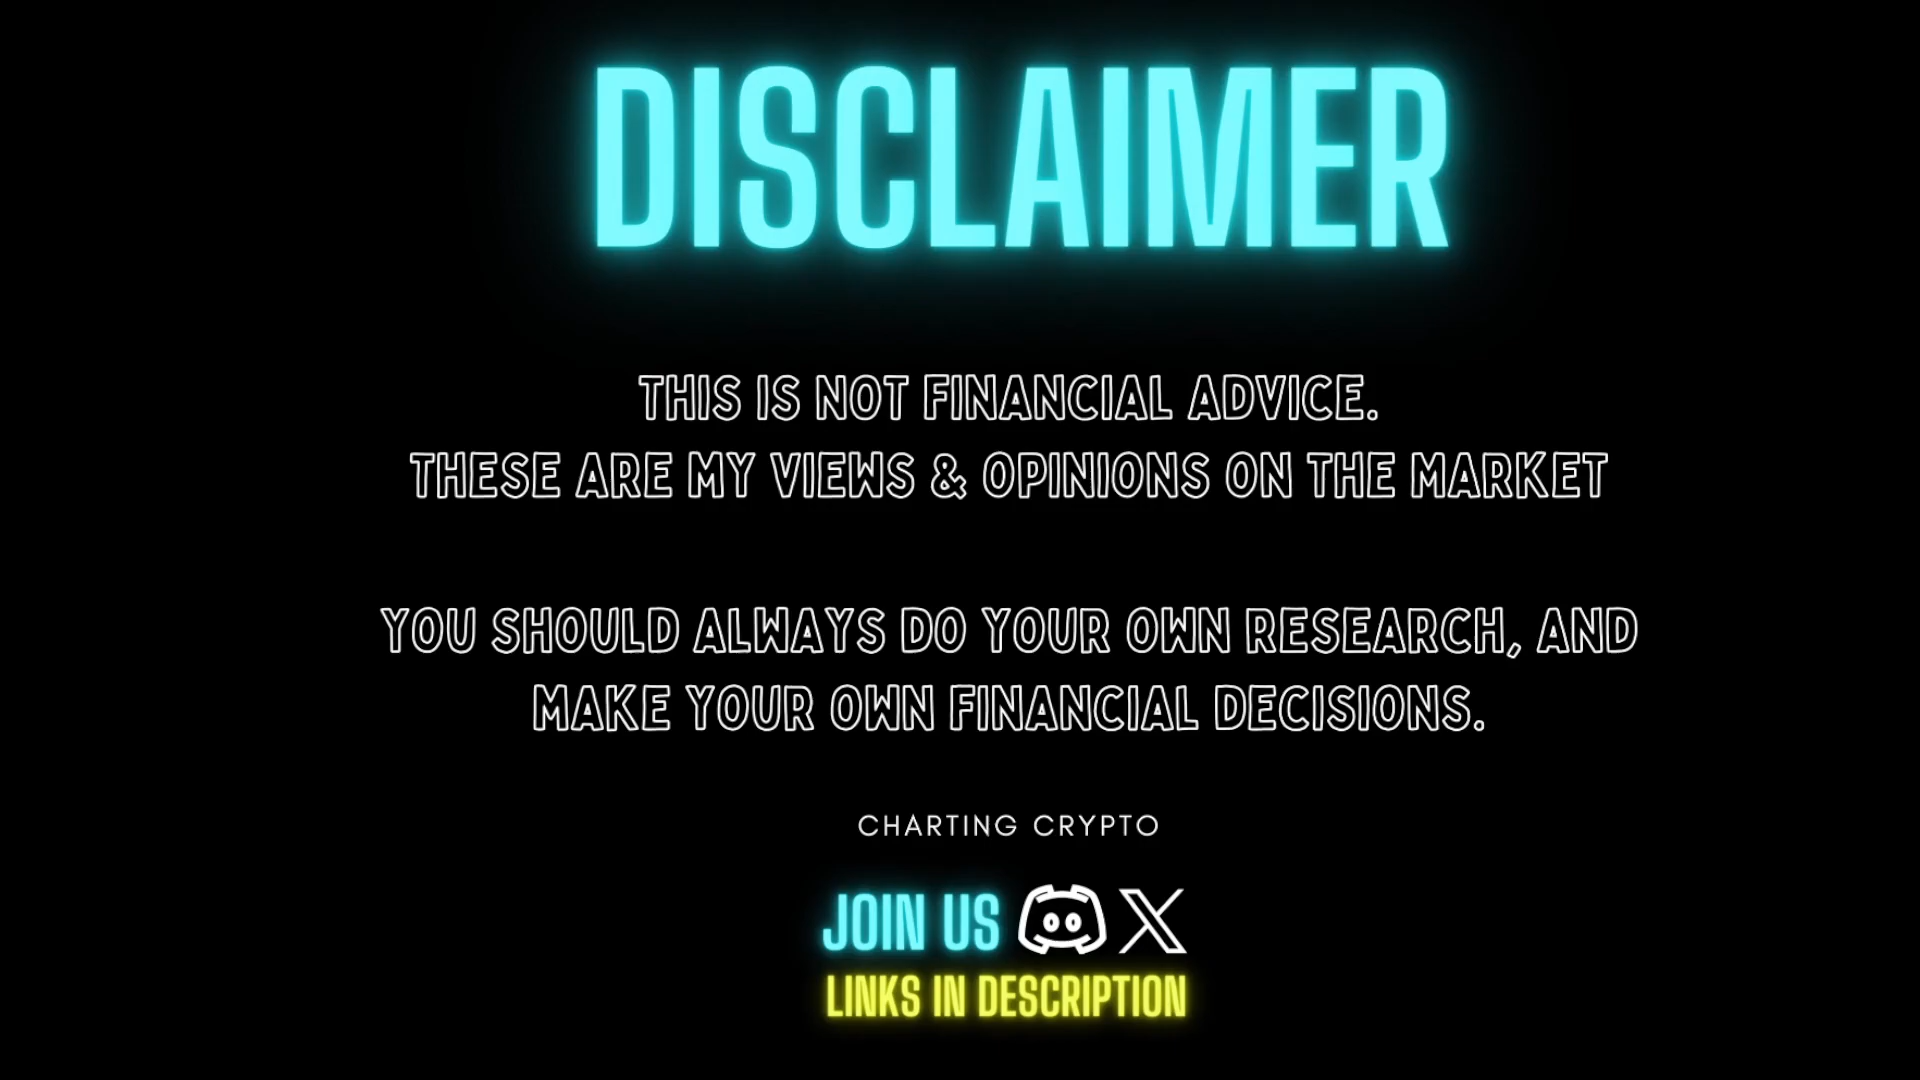 DISCLAIMER
THIS IS NOT FINANCIAL ADVICE.
THESE ARE MY VIEWS & OPINIONS ON THE MARKET
YOU SHOULD ALWAYS DO YOUR OWN RESEARCH, AND
MAKE YOUR OWN FINANCIAL DECISIONS.
CHARTING CRYPTO
JOIN US
LINKS IN DESCRIPTION